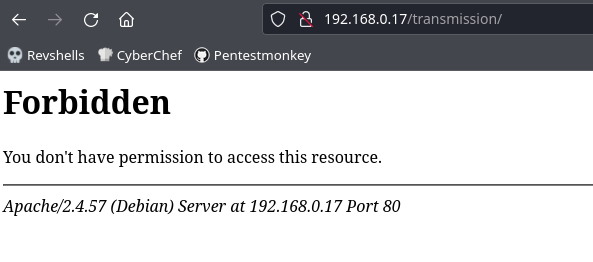 192.168.0.17/transmission/
Revshells CyberChef Pentestmonkey
Forbidden
You don't have permission to access this resource.
Apache/2.4.57 (Debian) Server at 192.168.0.17 Port 80